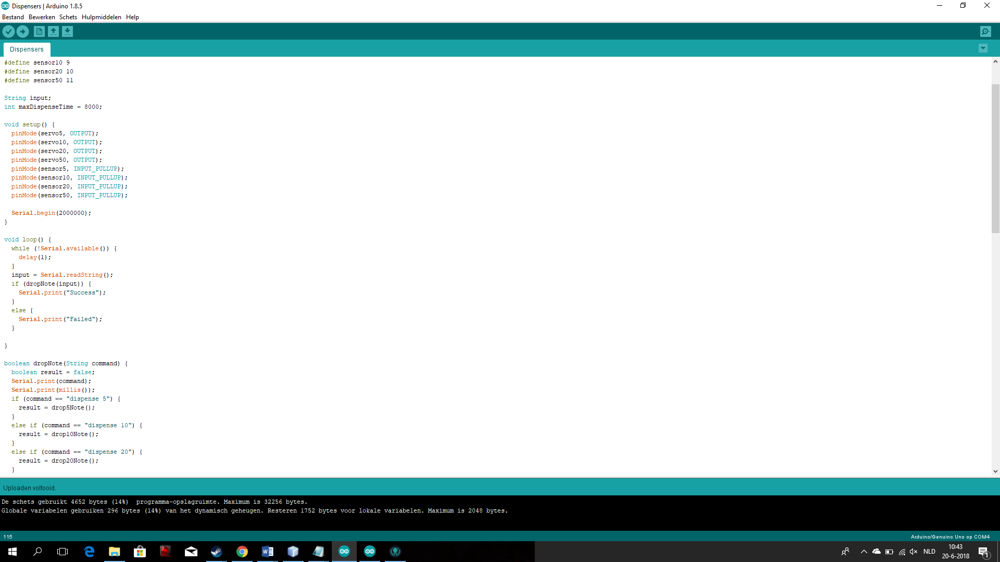 Dispensers | Arduino 1.8.5
Bestand Bewerken Schets Hulpmiddelen Help
Dispensers
#define sensor10 9
#define sensor20 10
#define sensor50 11
String input;
int maxDispenseTime = 8000;
void setup() {
pinMode(servo5, OUTPUT);
pinMode(servo10, OUTPUT);
pinMode(servo20, OUTPUT);
pinMode(servo50, OUTPUT);
pinMode(sensor5, INPUT_PULLUP);
pinMode(sensor10, INPUT_PULLUP);
pinMode(sensor20, INPUT_PULLUP);
pinMode(sensor50, INPUT_PULLUP);
Serial.begin(2000000);
}
void loop() {
while (!Serial.available()) {
delay(1);
}
input = Serial.readString();
if (dropNote(input)) {
Serial.print("Success");
}
else {
Serial.print("Failed");
}
}
boolean dropNote(String command) {
boolean result = false;
Serial.print(command);
Serial.print(millis());
if (command == "dispense 5") {
result = drop5Note();
}
else if (command == "dispense 10") {
result = drop10Note();
}
else if (command == "dispense 20") {
result = drop20Note();
}
Uploaden voltooid.
De schets gebruikt 4652 bytes (14%)  programma-opslagruimte. Maximum is 32256 bytes.
Globale variabelen gebruiken 296 bytes (14%) van het dynamisch geheugen. Resteren 1752 bytes voor lokale variabelen. Maximum is 2048 bytes.
115
Arduino/Genuino Uno op COM4
NLD
10:43
20-6-2018
1